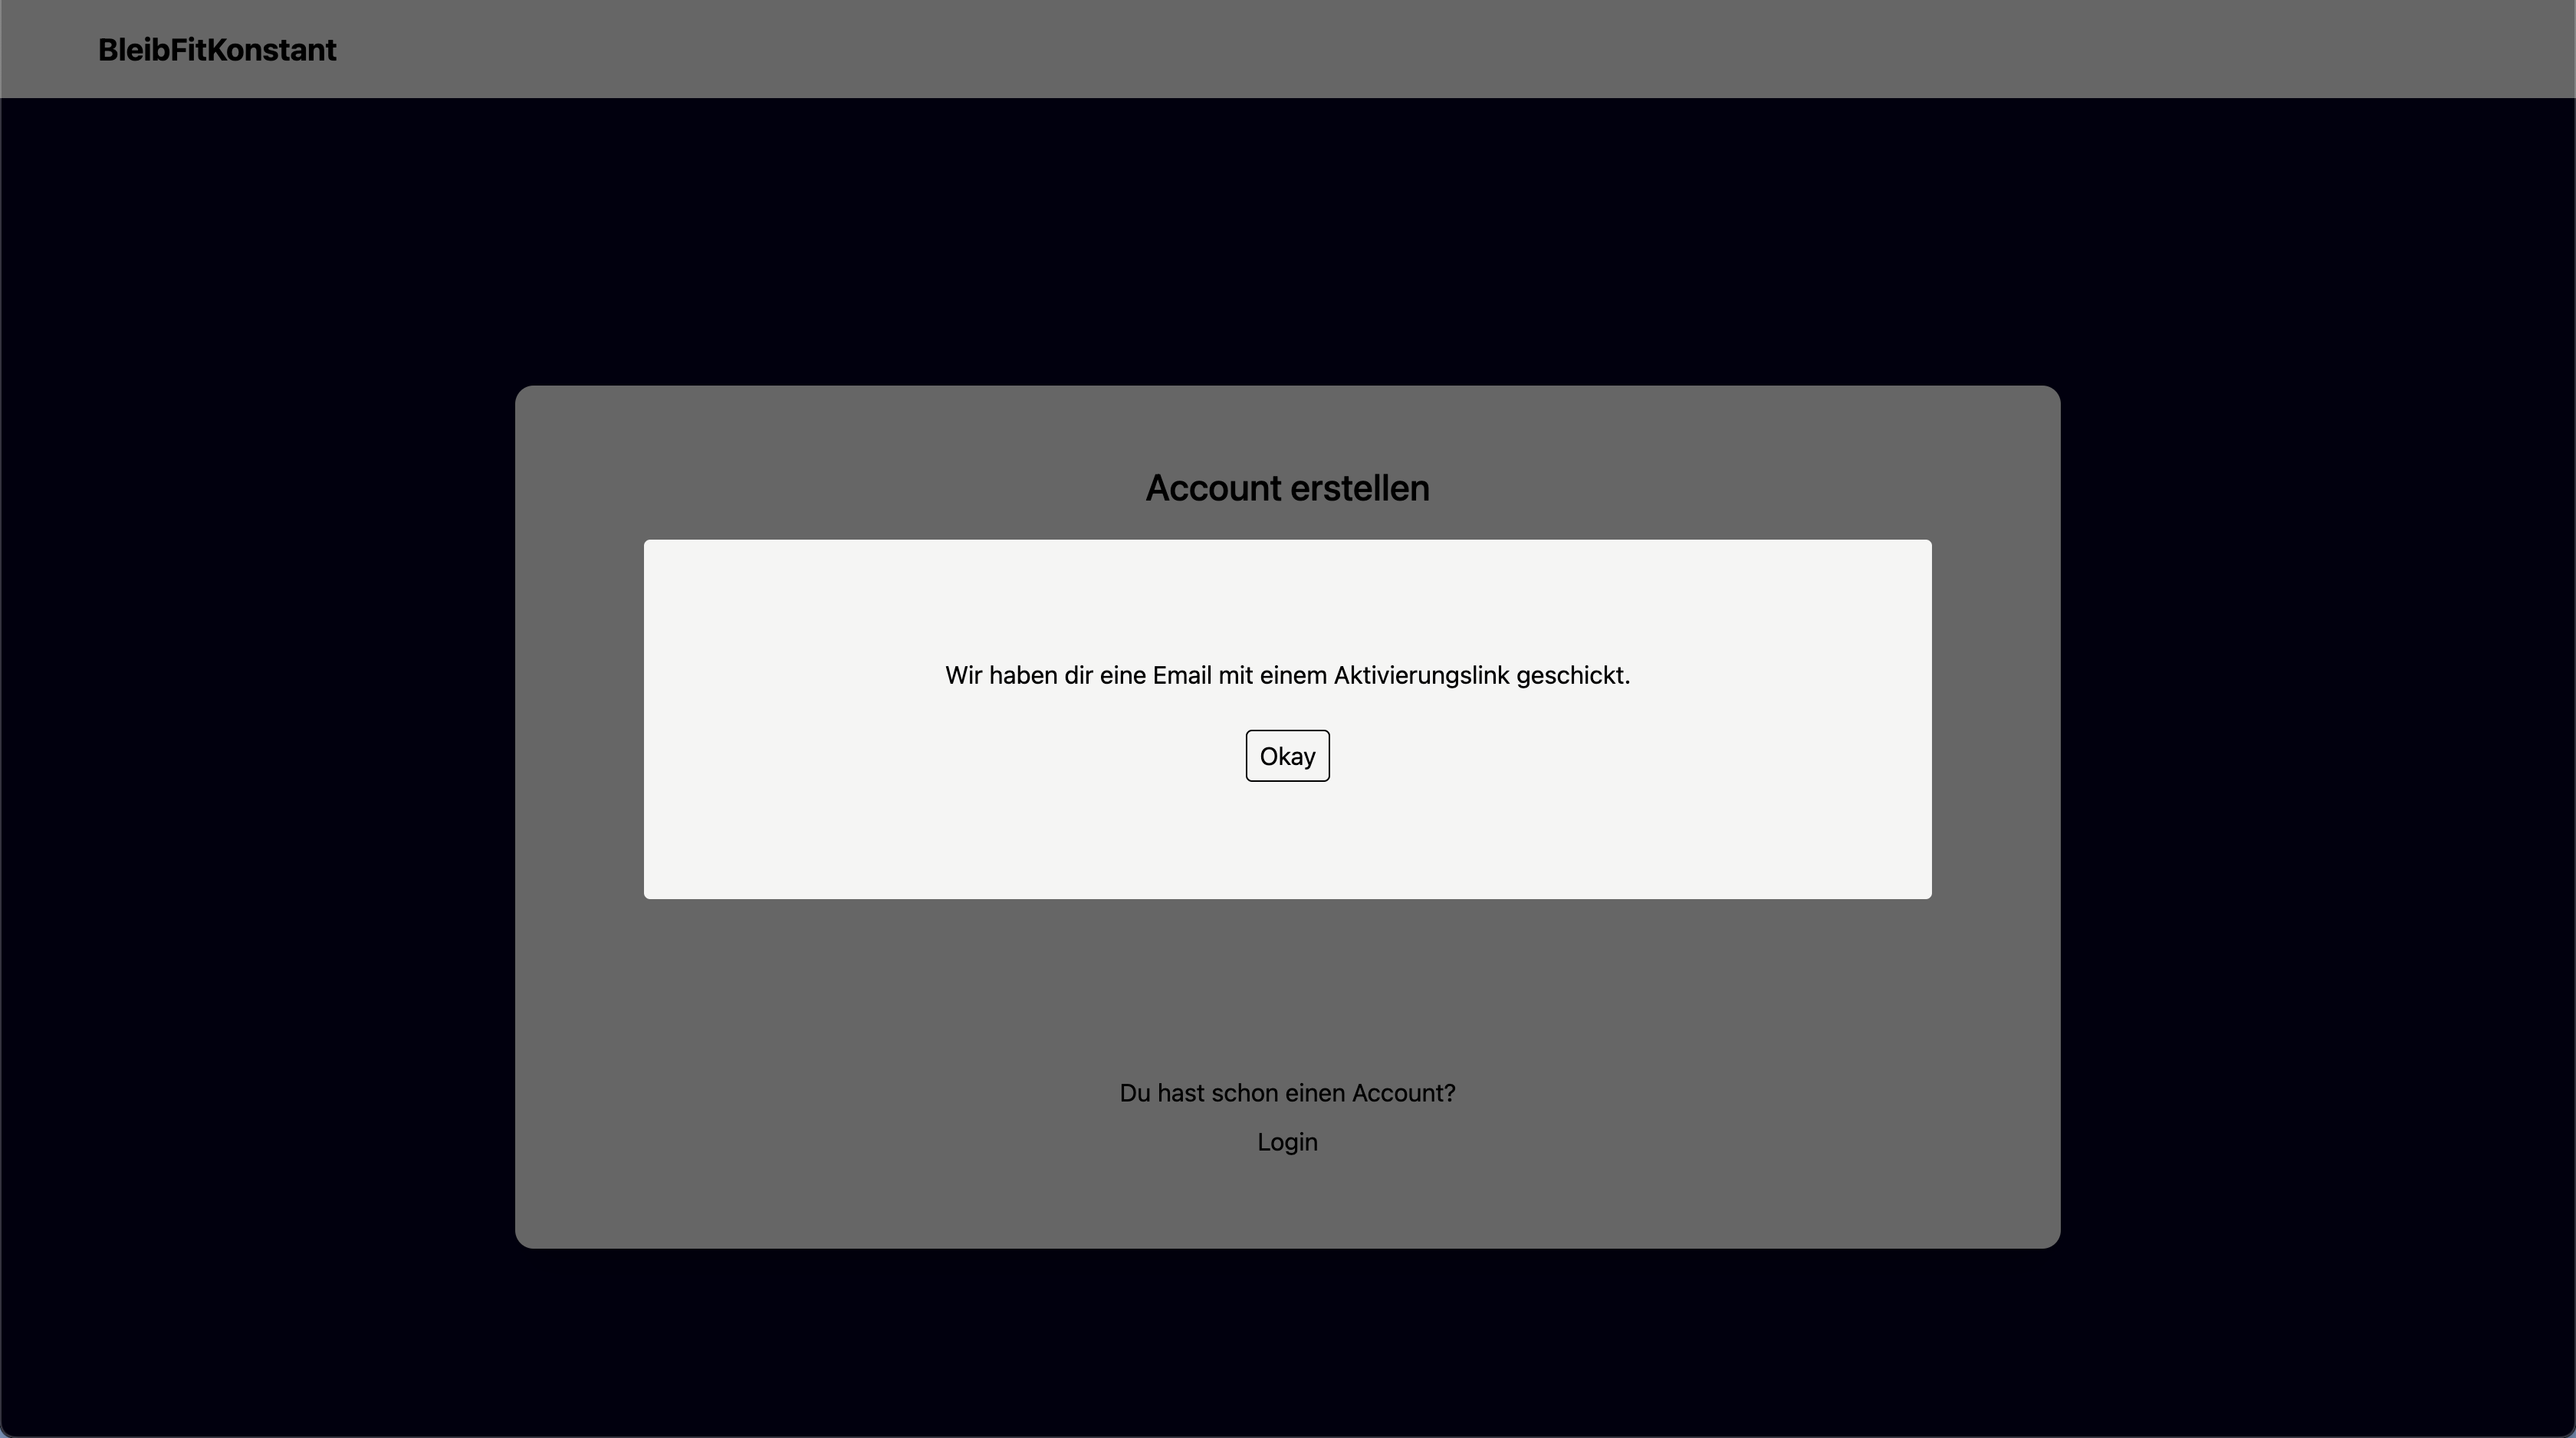 BleibFitKonstant
Account erstellen
Wir haben dir eine Email mit einem Aktivierungslink geschickt.
Okay
Du hast schon einen Account?
Login